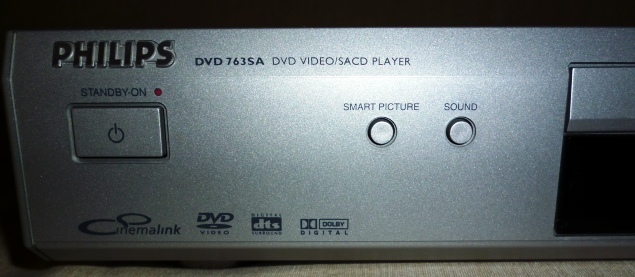 PHILIPS
DVD 763SA DVD VIDEO/SACD PLAYER
STANDBY-ON
SMART PICTURE
SOUND
Cinemalink
DVD
VIDEO
DIGITAL
dts
SURROUND
DOLBY
DIGITAL